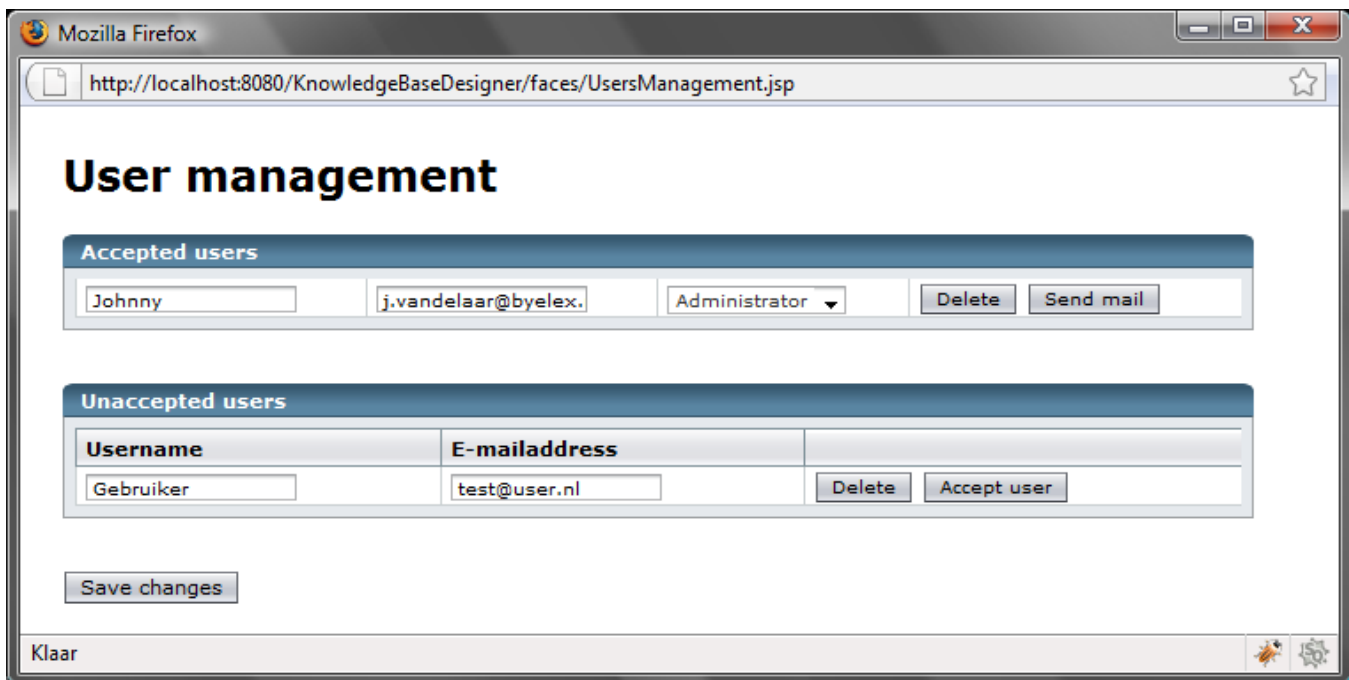 Mozilla Firefox
http://localhost:8080/KnowledgeBaseDesigner/faces/UsersManagement.jsp
User management
Accepted users
Johnny j.vandelaar@byelex. Administrator Delete Send mail
Unaccepted users
Username E-mailaddress
Gebruiker test@user.nl Delete Accept user
Save changes
Klaar